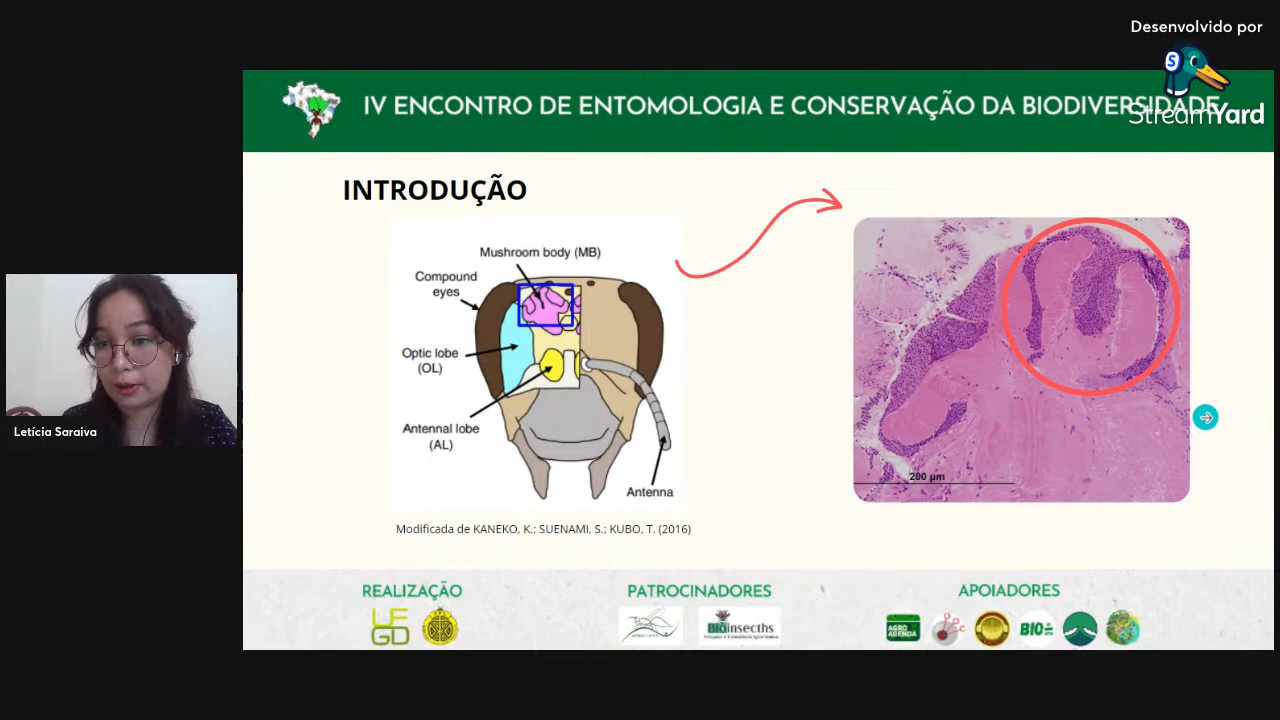 Desenvolvido por
StreamYard
IV ENCONTRO DE ENTOMOLOGIA E CONSERVAÇÃO DA BIODIVERSIDADE
INTRODUÇÃO
Mushroom body (MB)
Compound
eyes
Optic lobe
(OL)
Antennal lobe
(AL)
Antenna
Modificada de KANEKO, K.; SUENAMI, S.; KUBO, T. (2016)
200 µm
Letícia Saraiva
REALIZAÇÃO
PATROCINADORES
APOIADORES
UFGD
Bioinsecths
AGRO
AGENDA
BIO